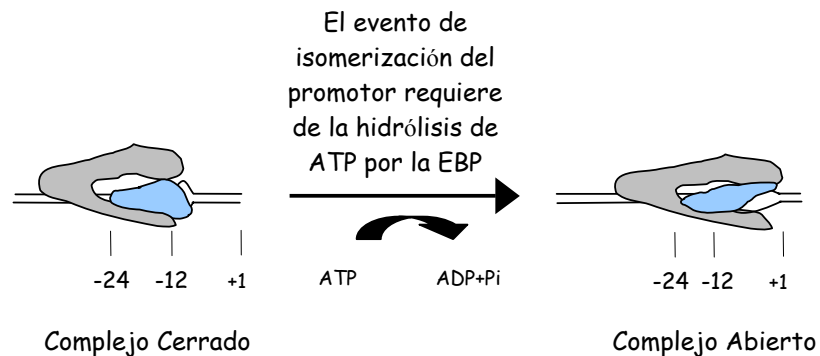 El evento de
isomerización del
promotor requiere
de la hidrólisis de
ATP por la EBP
-24 -12 +1
ATP ADP+Pi
-24 -12 +1
Complejo Cerrado
Complejo Abierto